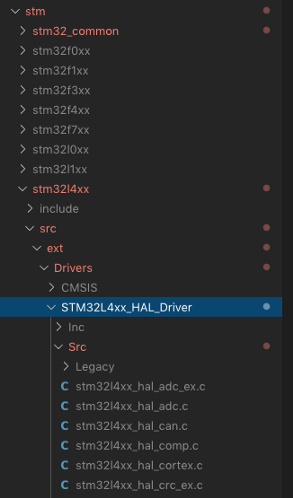 stm
stm32_common
stm32f0xx
stm32f1xx
stm32f3xx
stm32f4xx
stm32f7xx
stm32l0xx
stm32l1xx
stm32l4xx
include
src
ext
Drivers
CMSIS
STM32L4xx_HAL_Driver
Inc
Src
Legacy
C stm32l4xx_hal_adc_ex.c
C stm32l4xx_hal_adc.c
C stm32l4xx_hal_can.c
C stm32l4xx_hal_comp.c
C stm32l4xx_hal_cortex.c
C stm32l4xx_hal_crc_ex.c